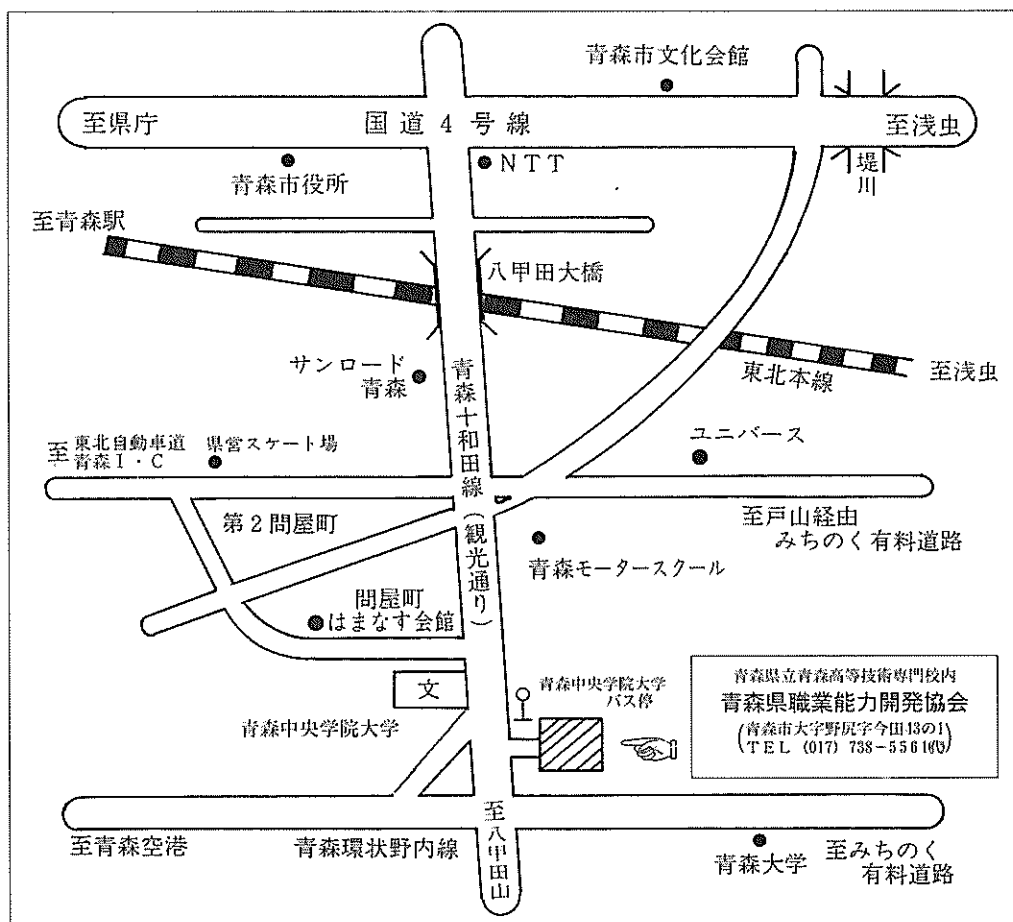 青森市文化会館
至県庁
国道4号線
至浅虫
青森市役所
NTT
堤川
至青森駅
八甲田大橋
サンロード
青森
青森十和田線(観光通り)
東北本線
至浅虫
至 東北自動車道
青森I・C
県営スケート場
ユニバース
第2問屋町
至戸山経由
みちのく有料道路
青森モータースクール
問屋町
はまなす会館
文
青森中央学院大学
青森中央学院大学
バス停
青森県立青森高等技術専門校内
青森県職業能力開発協会
(青森市大字野尻字今田43の1
TEL (017) 738-5561㈹)
至青森空港
青森環状野内線
至八甲田山
青森大学
至みちのく
有料道路